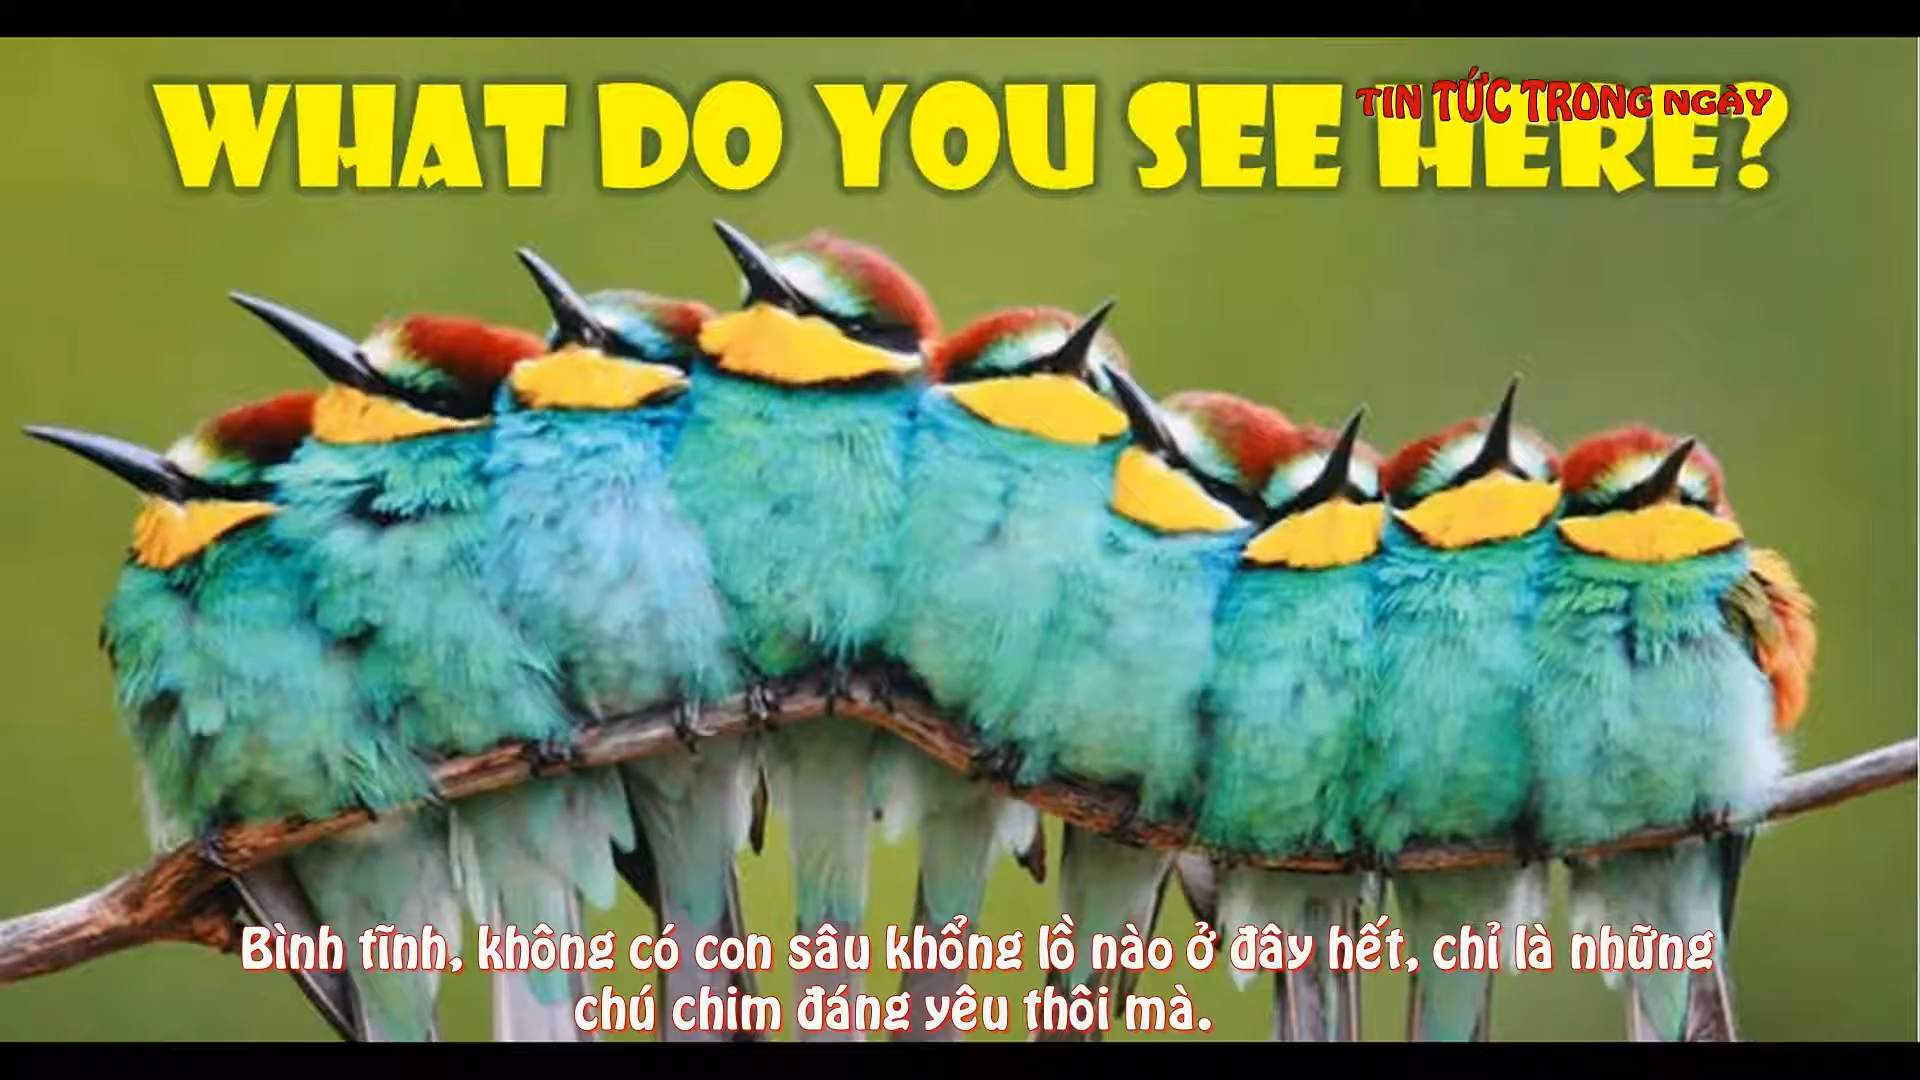 WHAT DO YOU SEE HERE?
TIN TỨC TRONG NGÀY
Bình tĩnh, không có con sâu khổng lồ nào ở đây hết, chỉ là những
chú chim đáng yêu thôi mà.